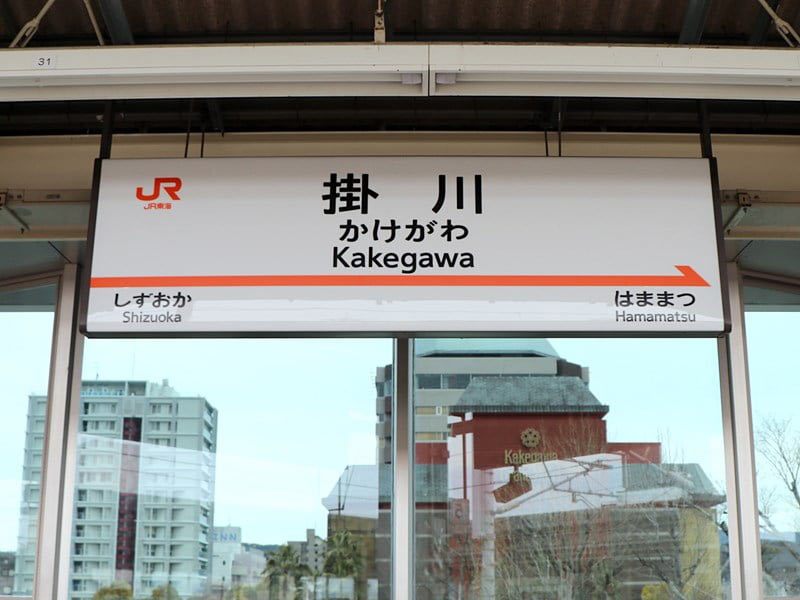 31
JR
JR東海
掛川
かけがわ
Kakegawa
しずおか
Shizuoka
はままつ
Hamamatsu
Kakegawa
INN